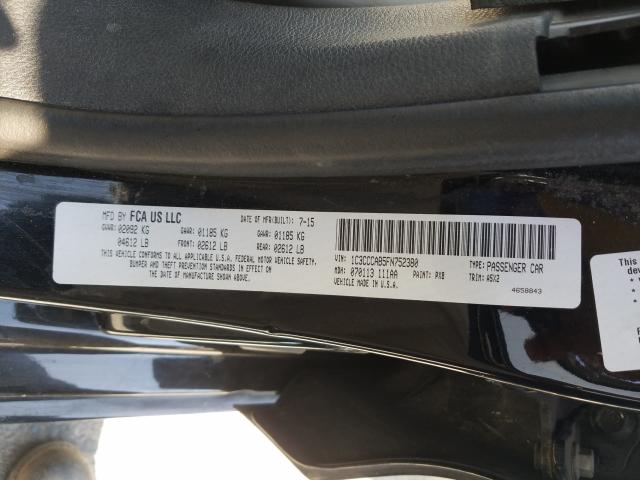 MFD BY FCA US LLC
DATE OF MFR(BUILT): 7-15
GVWR: 02092 KG
04612 LB
GAWR: 01185 KG
FRONT: 02612 LB
GAWR: 01185 KG
REAR: 02612 LB
THIS VEHICLE CONFORMS TO ALL APPLICABLE U.S.A. FEDERAL MOTOR VEHICLE SAFETY,
BUMPER AND THEFT PREVENTION STANDARDS IN EFFECT ON
THE DATE OF MANUFACTURE SHOWN ABOVE.
VIN: 1C3CCCAB5FN752380
TYPE: PASSENGER CAR
MDH: 070113 111AA
PAINT: PX8
TRIM: A5X2
VEHICLE MADE IN U.S.A.
4658843
This
dev